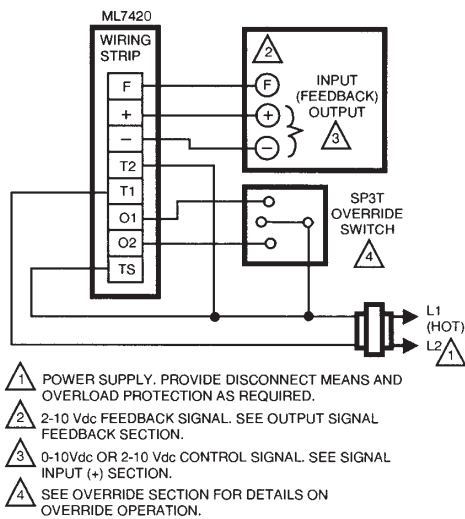 ML7420
WIRING
STRIP
F
+
−
T2
T1
O1
O2
TS
2
F
+
−
INPUT
(FEEDBACK)
OUTPUT
3
SP3T
OVERRIDE
SWITCH
4
L1
(HOT)
L2
1
1 POWER SUPPLY. PROVIDE DISCONNECT MEANS AND
OVERLOAD PROTECTION AS REQUIRED.
2 2-10 Vdc FEEDBACK SIGNAL. SEE OUTPUT SIGNAL
FEEDBACK SECTION.
3 0-10Vdc OR 2-10 Vdc CONTROL SIGNAL. SEE SIGNAL
INPUT (+) SECTION.
4 SEE OVERRIDE SECTION FOR DETAILS ON
OVERRIDE OPERATION.